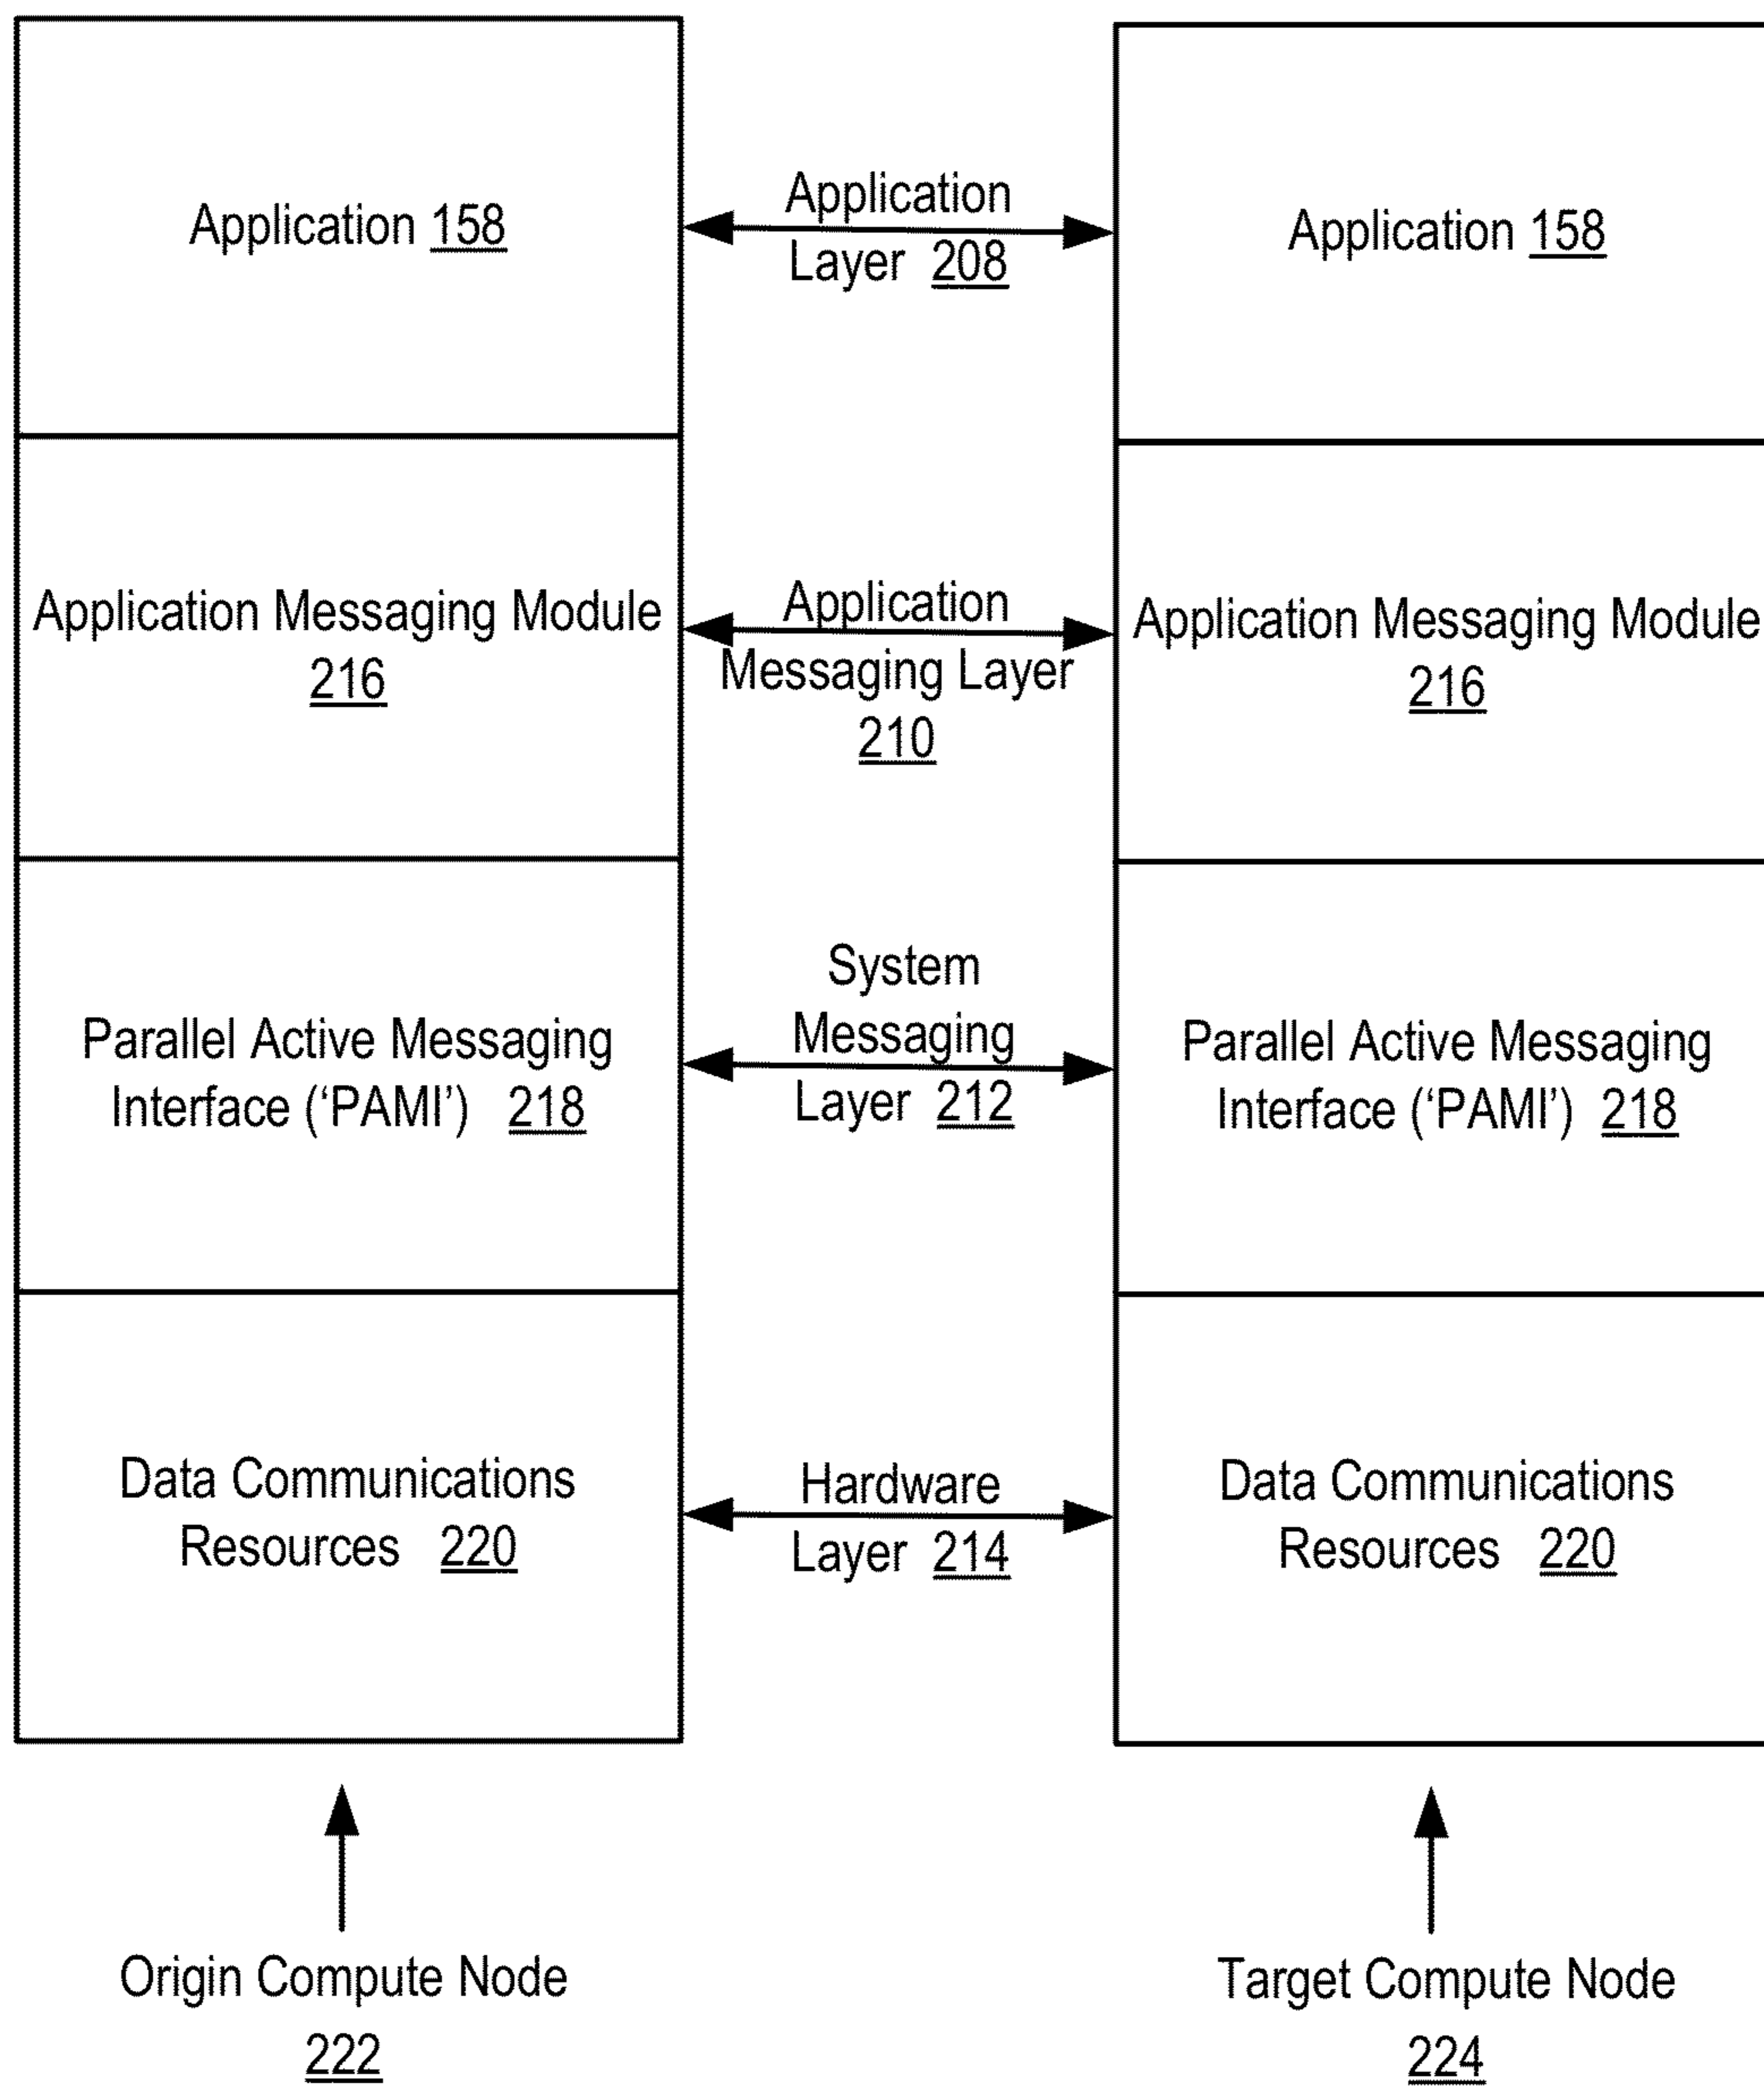 Application 158
Application
Layer 208
Application 158
Application Messaging Module
216
Application
Messaging Layer
210
Application Messaging Module
216
Parallel Active Messaging
Interface (‘PAMI’) 218
System
Messaging
Layer 212
Parallel Active Messaging
Interface (‘PAMI’) 218
Data Communications
Resources 220
Hardware
Layer 214
Data Communications
Resources 220
Origin Compute Node
222
Target Compute Node
224